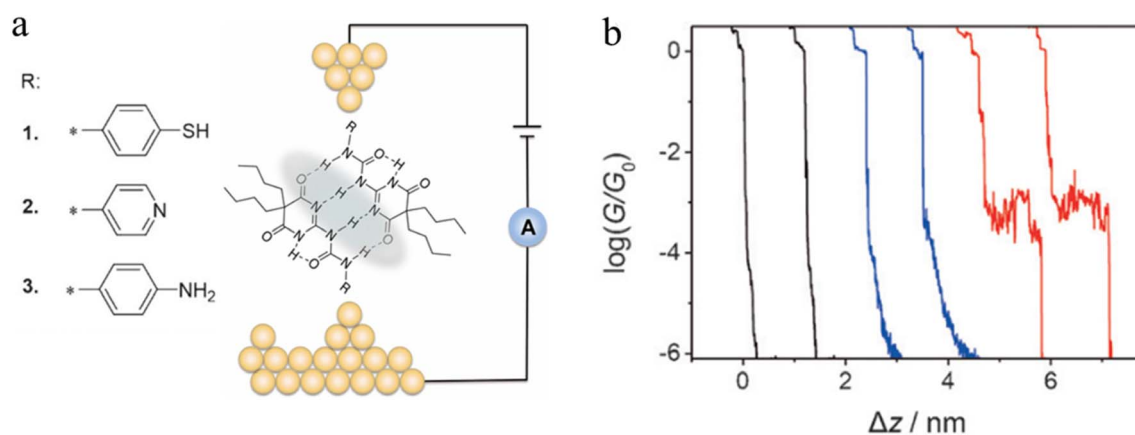 a
R:
1.
*
SH
2.
*
N
3.
*
NH₂
R
H N O H
O H N N O
N H N
N H N
O N N H O
H O N H
R
A
b
log(G/G₀)
0
-2
-4
-6
0 2 4 6
Δz / nm